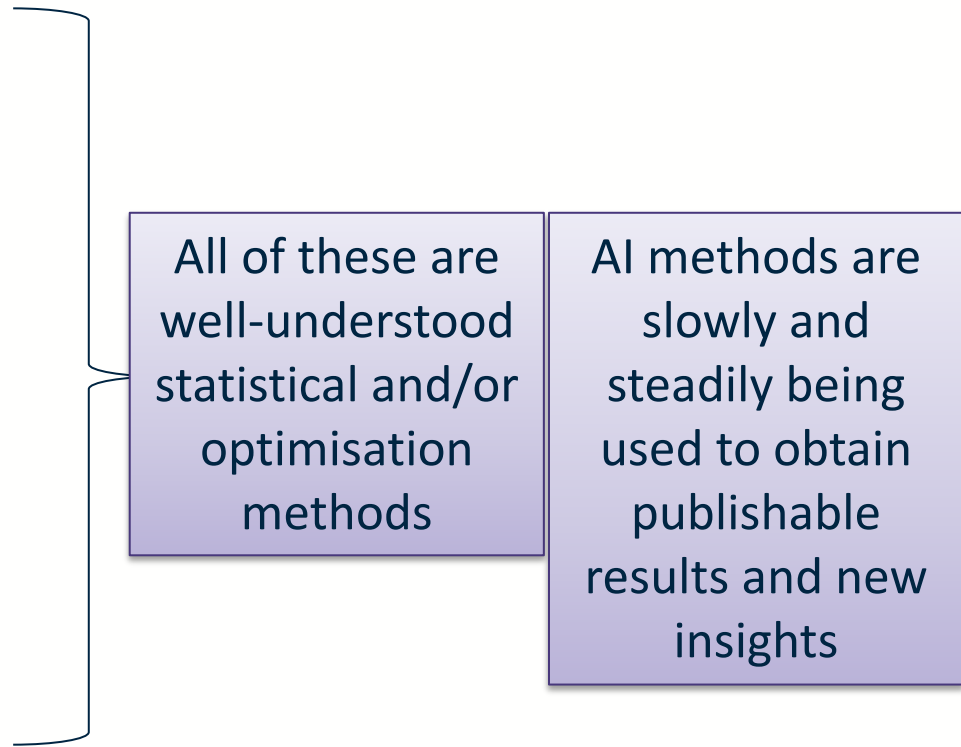 All of these are
well-understood
statistical and/or
optimisation
methods
AI methods are
slowly and
steadily being
used to obtain
publishable
results and new
insights